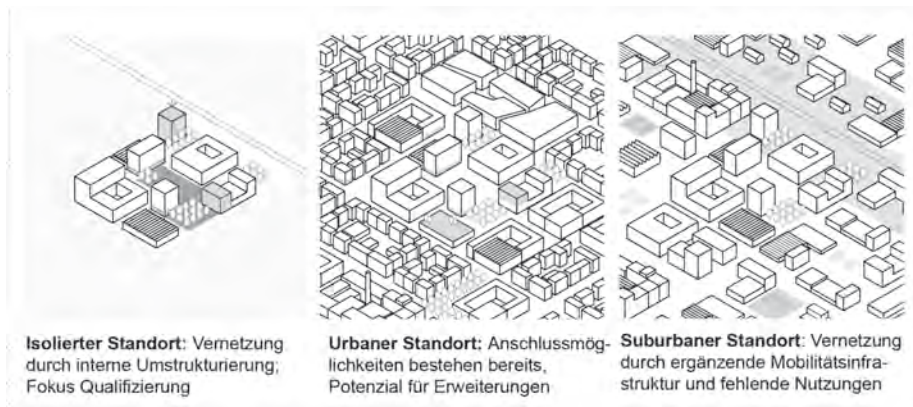 Isolierter Standort: Vernetzung
durch interne Umstrukturierung;
Fokus Qualifizierung
Urbaner Standort: Anschlussmög-
lichkeiten bestehen bereits,
Potenzial für Erweiterungen
Suburbaner Standort: Vernetzung
durch ergänzende Mobilitätsinfra-
struktur und fehlende Nutzungen